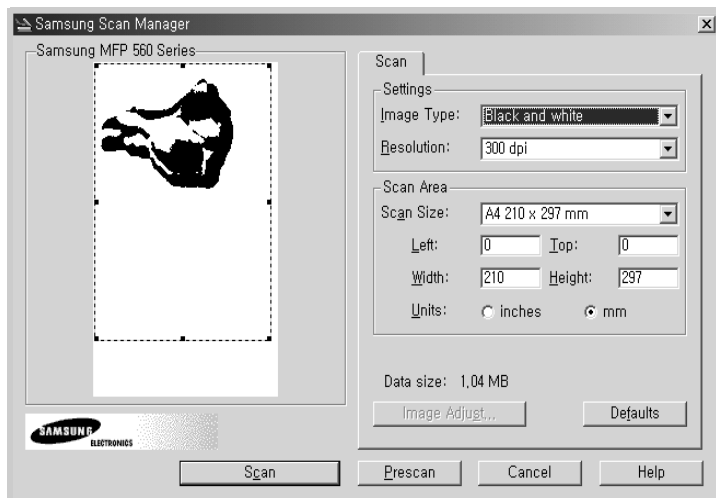 Samsung Scan Manager
Samsung MFP 560 Series
Scan
Settings
Image Type: Black and white
Resolution: 300 dpi
Scan Area
Scan Size: A4 210 x 297 mm
Left: 0 Top: 0
Width: 210 Height: 297
Units: inches mm
Data size: 1,04 MB
Image Adjust... Defaults
SAMSUNG
ELECTRONICS
Scan Prescan Cancel Help